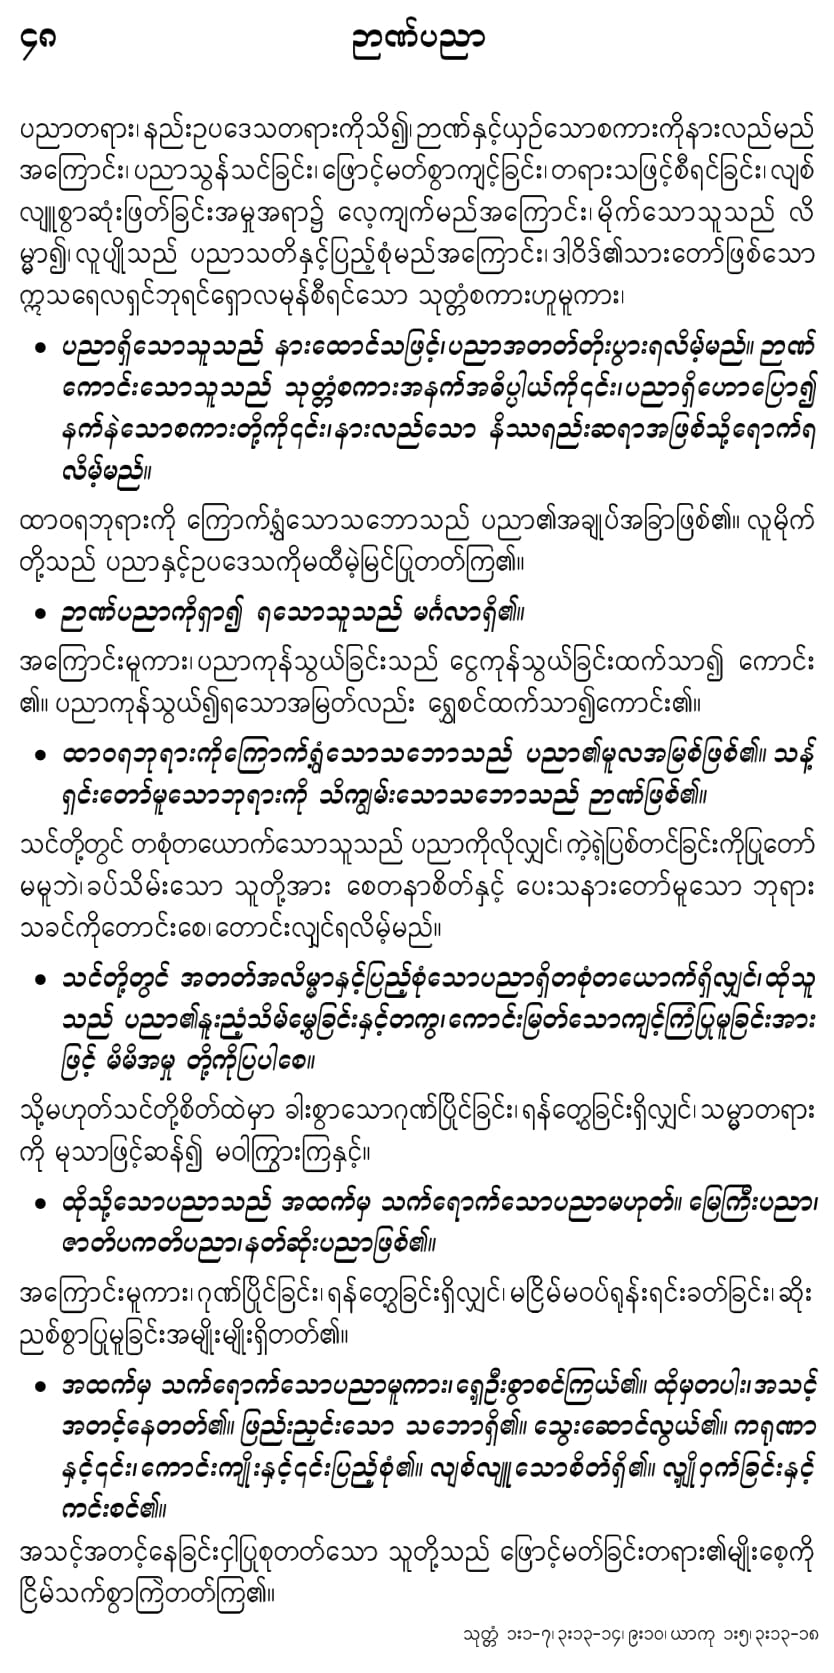 ၄၈ ဉာဏ်ပညာ
ပညာတရား၊နည်းဥပဒေသတရားကိုသိ၍၊ဉာဏ်နှင့်ယှဉ်သောစကားကိုနားလည်မည်
အကြောင်း၊ပညာသွန်သင်ခြင်း၊ဖြောင့်မတ်စွာကျင့်ခြင်း၊တရားသဖြင့်စီရင်ခြင်း၊လျစ်
လျူစွာဆုံးဖြတ်ခြင်းအမှုအရာ၌ လေ့ကျက်မည်အကြောင်း၊မိုက်သောသူသည် လိ
မ္မာ၍၊လူပျိုသည် ပညာသတိနှင့်ပြည့်စုံမည်အကြောင်း၊ဒါဝိဒ်၏သားတော်ဖြစ်သော
ဣသရေလရှင်ဘုရင်ရှောလမုန်စီရင်သော သုတ္တံစကားဟူမူကား၊
• ပညာရှိသောသူသည် နားထောင်သဖြင့်၊ပညာအတတ်တိုးပွားရလိမ့်မည်။ ဉာဏ်
ကောင်းသောသူသည် သုတ္တံစကားအနက်အဓိပ္ပါယ်ကို၎င်း၊ပညာရှိဟောပြော၍
နက်နဲသောစကားတို့ကို၎င်း၊နားလည်သော နိဿရည်းဆရာအဖြစ်သို့ရောက်ရ
လိမ့်မည်။
ထာဝရဘုရားကို ကြောက်ရွံ့သောသဘောသည် ပညာ၏အချုပ်အခြာဖြစ်၏။ လူမိုက်
တို့သည် ပညာနှင့်ဥပဒေသကိုမထီမဲ့မြင်ပြုတတ်ကြ၏။
• ဉာဏ်ပညာကိုရှာ၍ ရသောသူသည် မင်္ဂလာရှိ၏။
အကြောင်းမူကား၊ပညာကုန်သွယ်ခြင်းသည် ငွေကုန်သွယ်ခြင်းထက်သာ၍ ကောင်း
၏။ ပညာကုန်သွယ်၍ရသောအမြတ်လည်း ရွှေစင်ထက်သာ၍ကောင်း၏။
• ထာဝရဘုရားကိုကြောက်ရွံ့သောသဘောသည် ပညာ၏မူလအမြစ်ဖြစ်၏။ သန့်
ရှင်းတော်မူသောဘုရားကို သိကျွမ်းသောသဘောသည် ဉာဏ်ဖြစ်၏။
သင်တို့တွင် တစုံတယောက်သောသူသည် ပညာကိုလိုလျှင်၊ကဲ့ရဲ့ပြစ်တင်ခြင်းကိုပြုတော်
မမူဘဲ၊ခပ်သိမ်းသော သူတို့အား စေတနာစိတ်နှင့် ပေးသနားတော်မူသော ဘုရား
သခင်ကိုတောင်းစေ၊တောင်းလျှင်ရလိမ့်မည်။
• သင်တို့တွင် အတတ်အလိမ္မာနှင့်ပြည့်စုံသောပညာရှိတစုံတယောက်ရှိလျှင်၊ထိုသူ
သည် ပညာ၏နူးညံ့သိမ်မွေ့ခြင်းနှင့်တကွ၊ကောင်းမြတ်သောကျင့်ကြံပြုမူခြင်းအား
ဖြင့် မိမိအမှု တို့ကိုပြပါစေ။
သို့မဟုတ်သင်တို့စိတ်ထဲမှာ ခါးစွာသောဂုဏ်ပြိုင်ခြင်း၊ရန်တွေ့ခြင်းရှိလျှင်၊သမ္မာတရား
ကို မုသာဖြင့်ဆန်၍ မဝါကြွားကြနှင့်။
• ထိုသို့သောပညာသည် အထက်မှ သက်ရောက်သောပညာမဟုတ်။ မြေကြီးပညာ၊
ဇာတိပကတိပညာ၊နတ်ဆိုးပညာဖြစ်၏။
အကြောင်းမူကား၊ဂုဏ်ပြိုင်ခြင်း၊ရန်တွေ့ခြင်းရှိလျှင်၊မငြိမ်မဝပ်ရုန်းရင်းခတ်ခြင်း၊ဆိုး
ညစ်စွာပြုမူခြင်းအမျိုးမျိုးရှိတတ်၏။
• အထက်မှ သက်ရောက်သောပညာမူကား၊ရှေ့ဦးစွာစင်ကြယ်၏။ ထိုမှတပါး၊အသင့်
အတင့်နေတတ်၏။ ဖြည်းညှင်းသော သဘောရှိ၏။ သွေးဆောင်လွယ်၏။ ကရုဏာ
နှင့်၎င်း၊ကောင်းကျိုးနှင့်၎င်းပြည့်စုံ၏။ လျစ်လျူသောစိတ်ရှိ၏။ လျှို့ဝှက်ခြင်းနှင့်
ကင်းစင်၏။
အသင့်အတင့်နေခြင်းငှါပြုစုတတ်သော သူတို့သည် ဖြောင့်မတ်ခြင်းတရား၏မျိုးစေ့ကို
ငြိမ်သက်စွာကြဲတတ်ကြ၏။
သုတ္တံ ၁း၁-၇၊၃း၁၃-၁၄၊၉း၁၀၊ယာကု ၁း၅၊၃း၁၃-၁၈